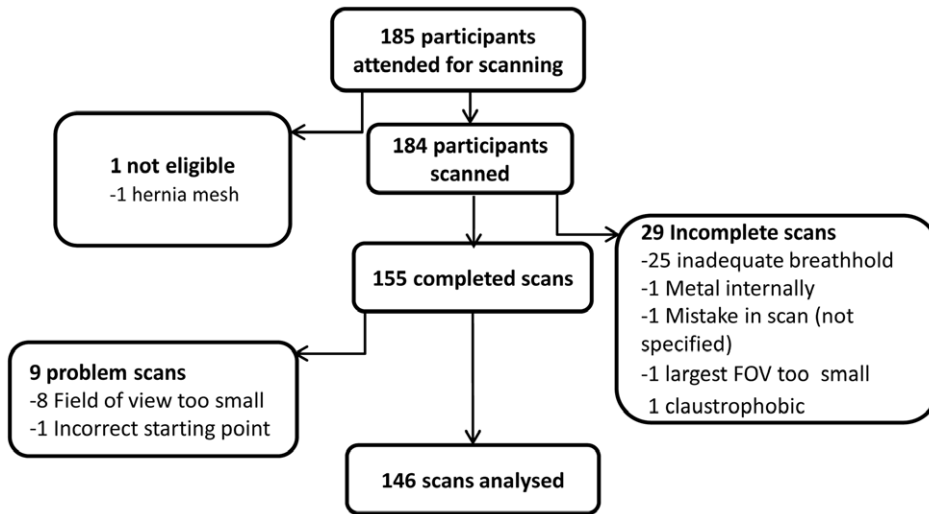 185 participants
attended for scanning
1 not eligible
-1 hernia mesh
184 participants
scanned
29 Incomplete scans
-25 inadequate breathhold
-1 Metal internally
-1 Mistake in scan (not
specified)
-1 largest FOV too small
1 claustrophobic
155 completed scans
9 problem scans
-8 Field of view too small
-1 Incorrect starting point
146 scans analysed